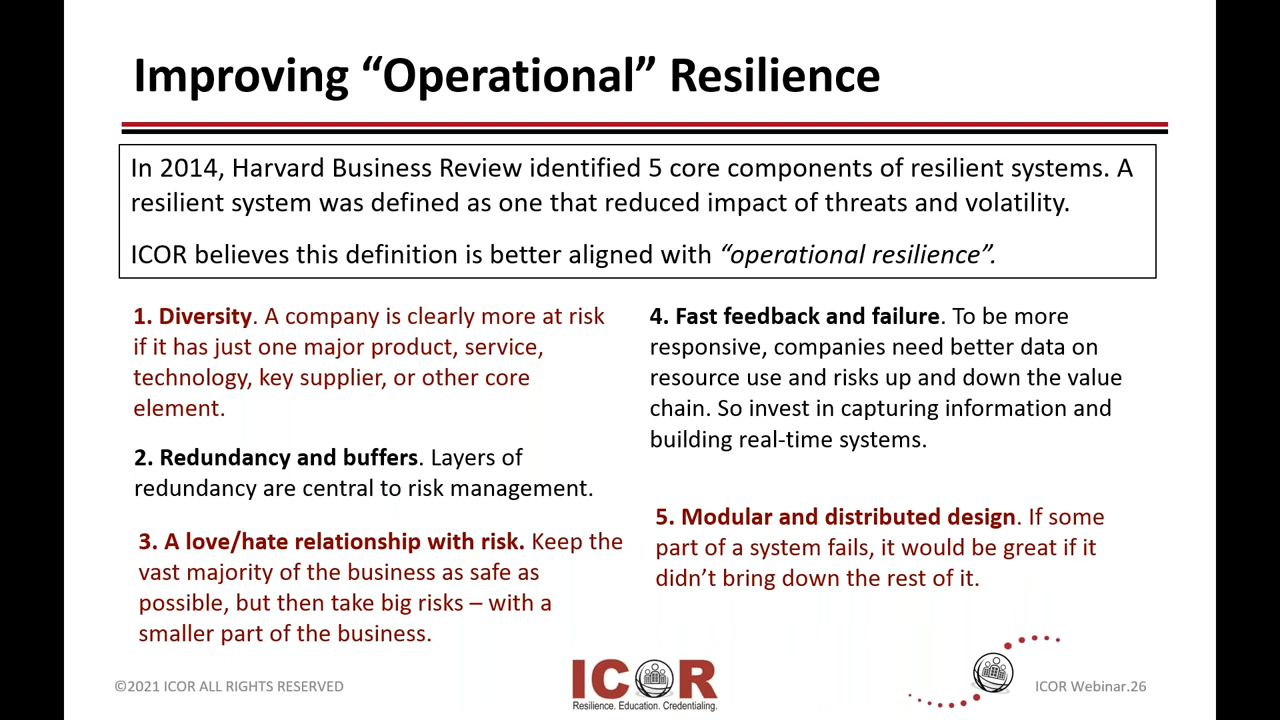 Improving “Operational” Resilience
In 2014, Harvard Business Review identified 5 core components of resilient systems. A
resilient system was defined as one that reduced impact of threats and volatility.
ICOR believes this definition is better aligned with “operational resilience”.
1. Diversity. A company is clearly more at risk
if it has just one major product, service,
technology, key supplier, or other core
element.
2. Redundancy and buffers. Layers of
redundancy are central to risk management.
3. A love/hate relationship with risk. Keep the
vast majority of the business as safe as
possible, but then take big risks – with a
smaller part of the business.
4. Fast feedback and failure. To be more
responsive, companies need better data on
resource use and risks up and down the value
chain. So invest in capturing information and
building real-time systems.
5. Modular and distributed design. If some
part of a system fails, it would be great if it
didn’t bring down the rest of it.
©2021 ICOR ALL RIGHTS RESERVED
ICOR
Resilience. Education. Credentialing.
ICOR Webinar.26